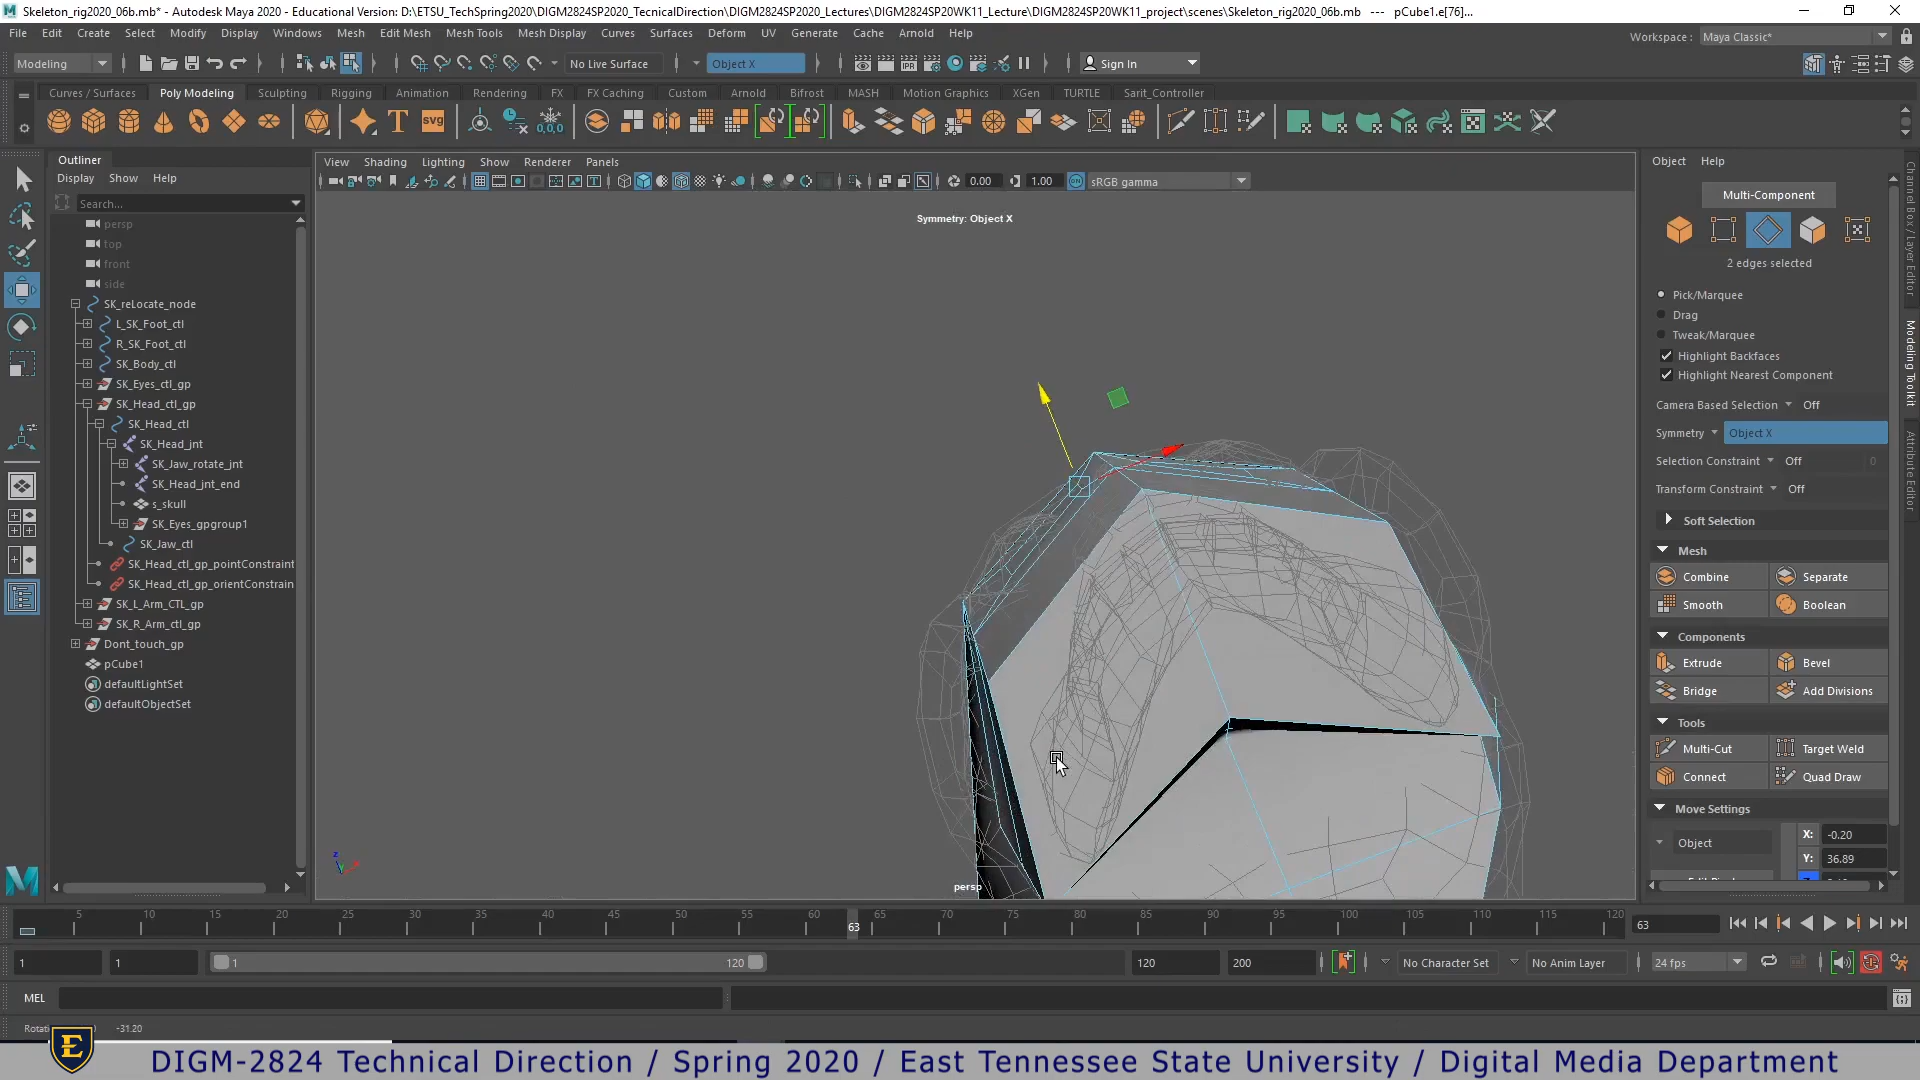 Skeleton_rig2020_06b.mb* - Autodesk Maya 2020 - Educational Version: D:\ETSU_TechSpring2020\DIGM2824SP2020_TecnicalDirection\DIGM2824SP2020_Lectures\DIGM2824SP20WK11_Lecture\DIGM2824SP20WK11_project\scenes\Skeleton_rig2020_06b.mb --- pCube1.e[76]...
File Edit Create Select Modify Display Windows Mesh Edit Mesh Mesh Tools Mesh Display Curves Surfaces Deform UV Generate Cache Arnold Help
Workspace : Maya Classic*
Modeling No Live Surface Object X Sign In
Curves / Surfaces Poly Modeling Sculpting Rigging Animation Rendering FX FX Caching Custom Arnold Bifrost MASH Motion Graphics XGen TURTLE Sarit_Controller
T svg 0,0,0
Outliner
Display Show Help
Search...
persp
top
front
side
SK_reLocate_node
L_SK_Foot_ctl
R_SK_Foot_ctl
SK_Body_ctl
SK_Eyes_ctl_gp
SK_Head_ctl_gp
SK_Head_ctl
SK_Head_jnt
SK_Jaw_rotate_jnt
SK_Head_jnt_end
s_skull
SK_Eyes_gpgroup1
SK_Jaw_ctl
SK_Head_ctl_gp_pointConstraint
SK_Head_ctl_gp_orientConstrain
SK_L_Arm_CTL_gp
SK_R_Arm_ctl_gp
Dont_touch_gp
pCube1
defaultLightSet
defaultObjectSet
View Shading Lighting Show Renderer Panels
0.00 1.00 sRGB gamma
Symmetry: Object X
persp
Object Help
Multi-Component
2 edges selected
Pick/Marquee
Drag
Tweak/Marquee
Highlight Backfaces
Highlight Nearest Component
Camera Based Selection Off
Symmetry Object X
Selection Constraint Off 0
Transform Constraint Off
Soft Selection
Mesh
Combine Separate
Smooth Boolean
Components
Extrude Bevel
Bridge Add Divisions
Tools
Multi-Cut Target Weld
Connect Quad Draw
Move Settings
Object X: -0.20
Y: 36.89
Channel Box / Layer Editor
Modeling Toolkit
Attribute Editor
5 10 15 20 25 30 35 40 45 50 55 60 65 70 75 80 85 90 95 100 105 110 115 120
63 63
1 1 1 120 120 200 No Character Set No Anim Layer 24 fps
MEL
-31.20
E DIGM-2824 Technical Direction / Spring 2020 / East Tennessee State University / Digital Media Department